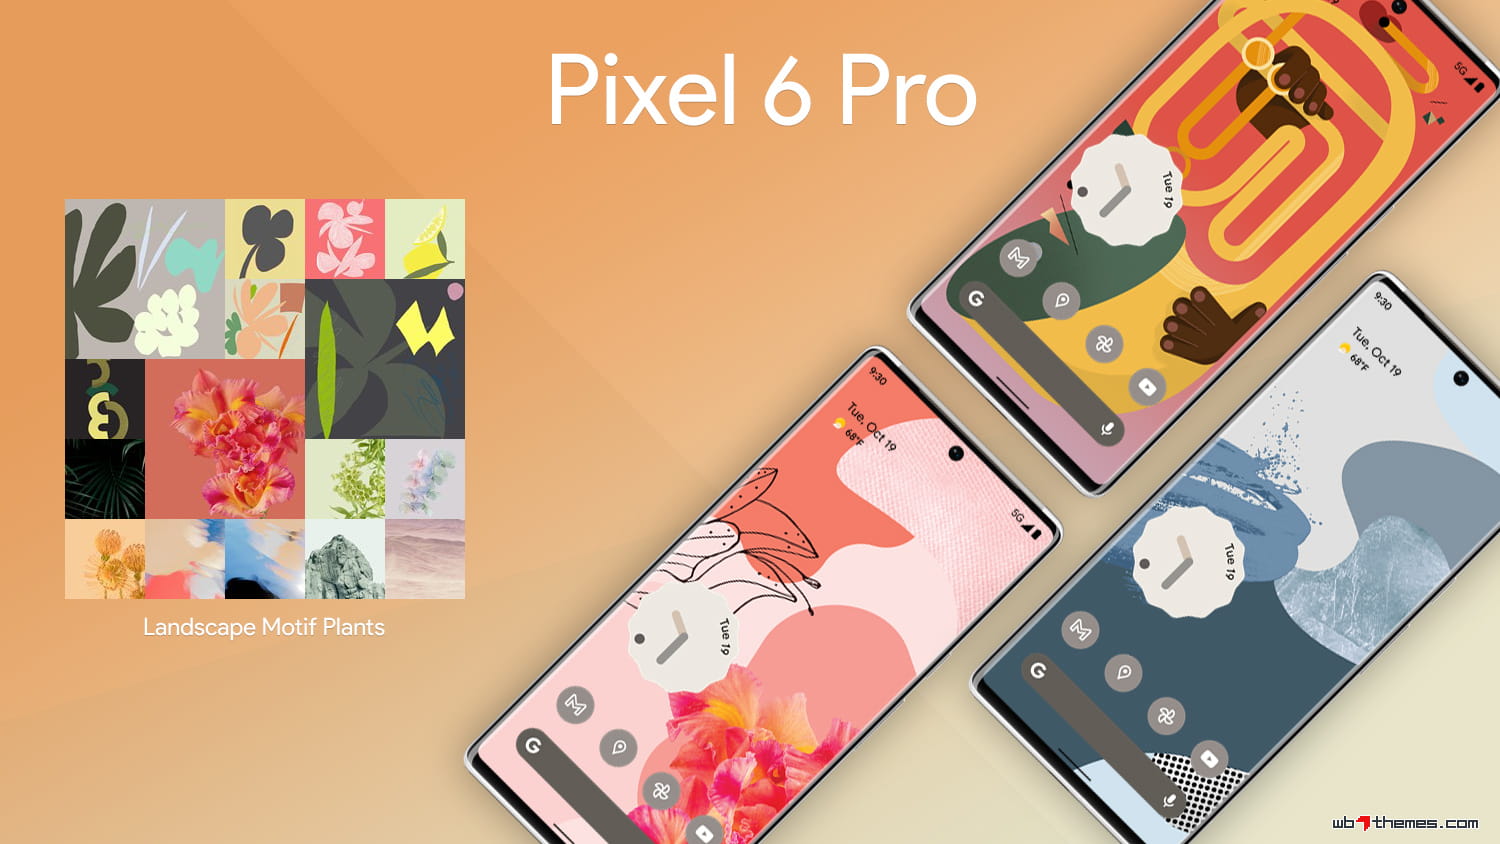 Pixel 6 Pro
Landscape Motif Plants
5G
Tue 19
G
9:30
Tue, Oct 19
68°F
5G
Tue 19
G
9:30
Tue, Oct 19
68°F
Tue 19
G
wb7themes.com